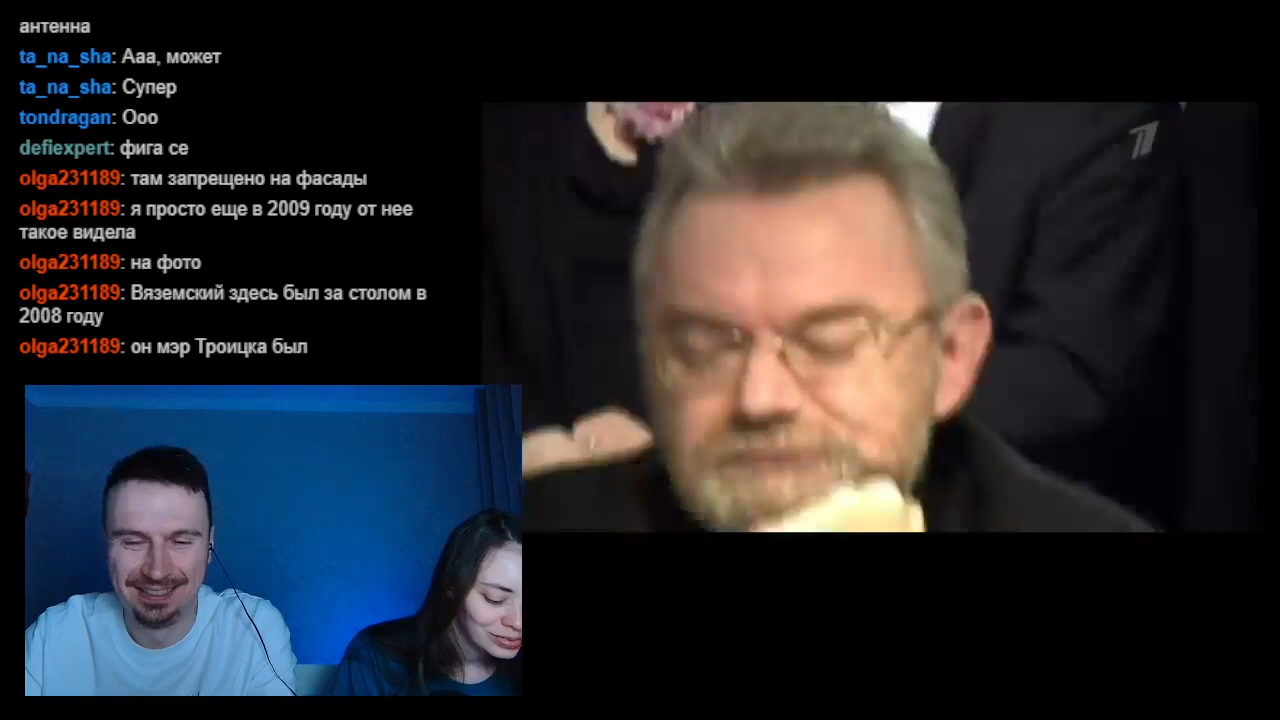 антенна
ta_na_sha: Ааа, может
ta_na_sha: Супер
tondragan: Ооо
defiexpert: фига се
olga231189: там запрещено на фасады
olga231189: я просто еще в 2009 году от нее
такое видела
olga231189: на фото
olga231189: Вяземский здесь был за столом в
2008 году
olga231189: он мэр Троицка был
1